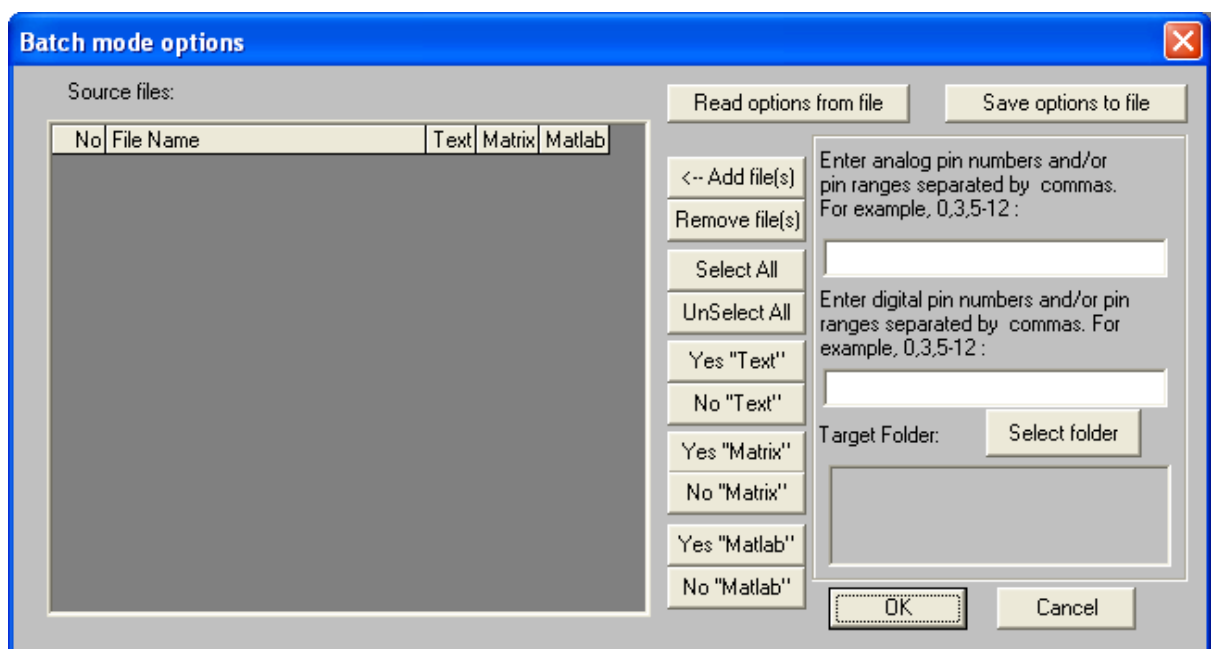 Batch mode options
Source files:
Read options from file
Save options to file
No File Name Text Matrix Matlab
<-- Add file(s)
Remove file(s)
Select All
UnSelect All
Yes "Text"
No "Text"
Yes "Matrix"
No "Matrix"
Yes "Matlab"
No "Matlab"
Enter analog pin numbers and/or
pin ranges separated by commas.
For example, 0,3,5-12 :
Enter digital pin numbers and/or pin
ranges separated by commas. For
example, 0,3,5-12 :
Target Folder:
Select folder
OK
Cancel